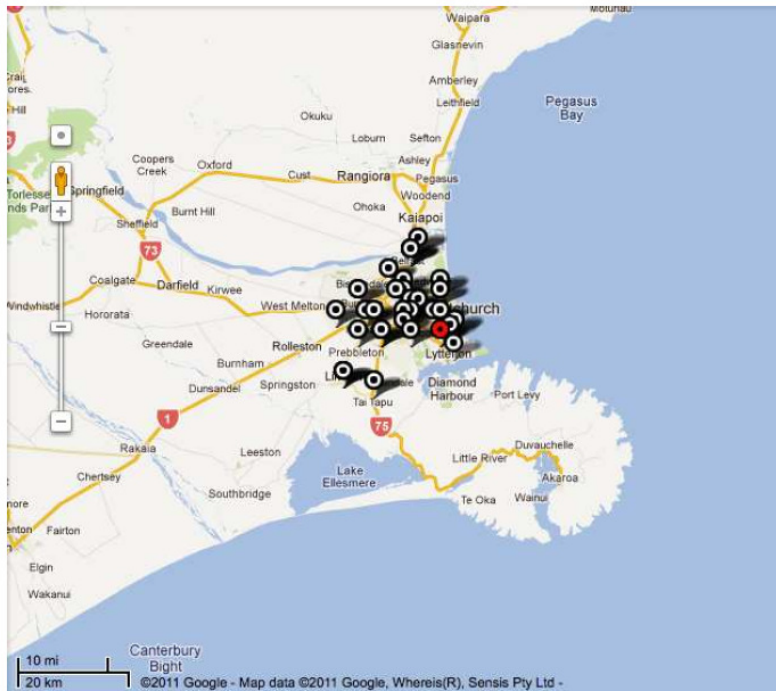 Motunau
Waipara
Glasnevin
Amberley
Leithfield
Pegasus
Bay
Okuku
Loburn
Sefton
Coopers
Creek
Oxford
Cust
Ashley
Rangiora
Pegasus
Woodend
Springfield
Torlesse
Burnt Hill
Ohoka
Kaiapoi
Sheffield
73
Coalgate
Darfield
Kirwee
West Melton
Windwhistle
Hororata
Greendale
Rolleston
Prebbleton
Lyttelton
Burnham
Dunsandel
Springston
Diamond
Harbour
Port Levy
Tai Tapu
1
75
Rakaia
Leeston
Little River
Duvauchelle
Chertsey
Lake
Ellesmere
Akaroa
Southbridge
Te Oka
Wainui
Fairton
Elgin
Wakanui
Canterbury
Bight
10 mi
20 km
©2011 Google - Map data ©2011 Google, Whereis(R), Sensis Pty Ltd -